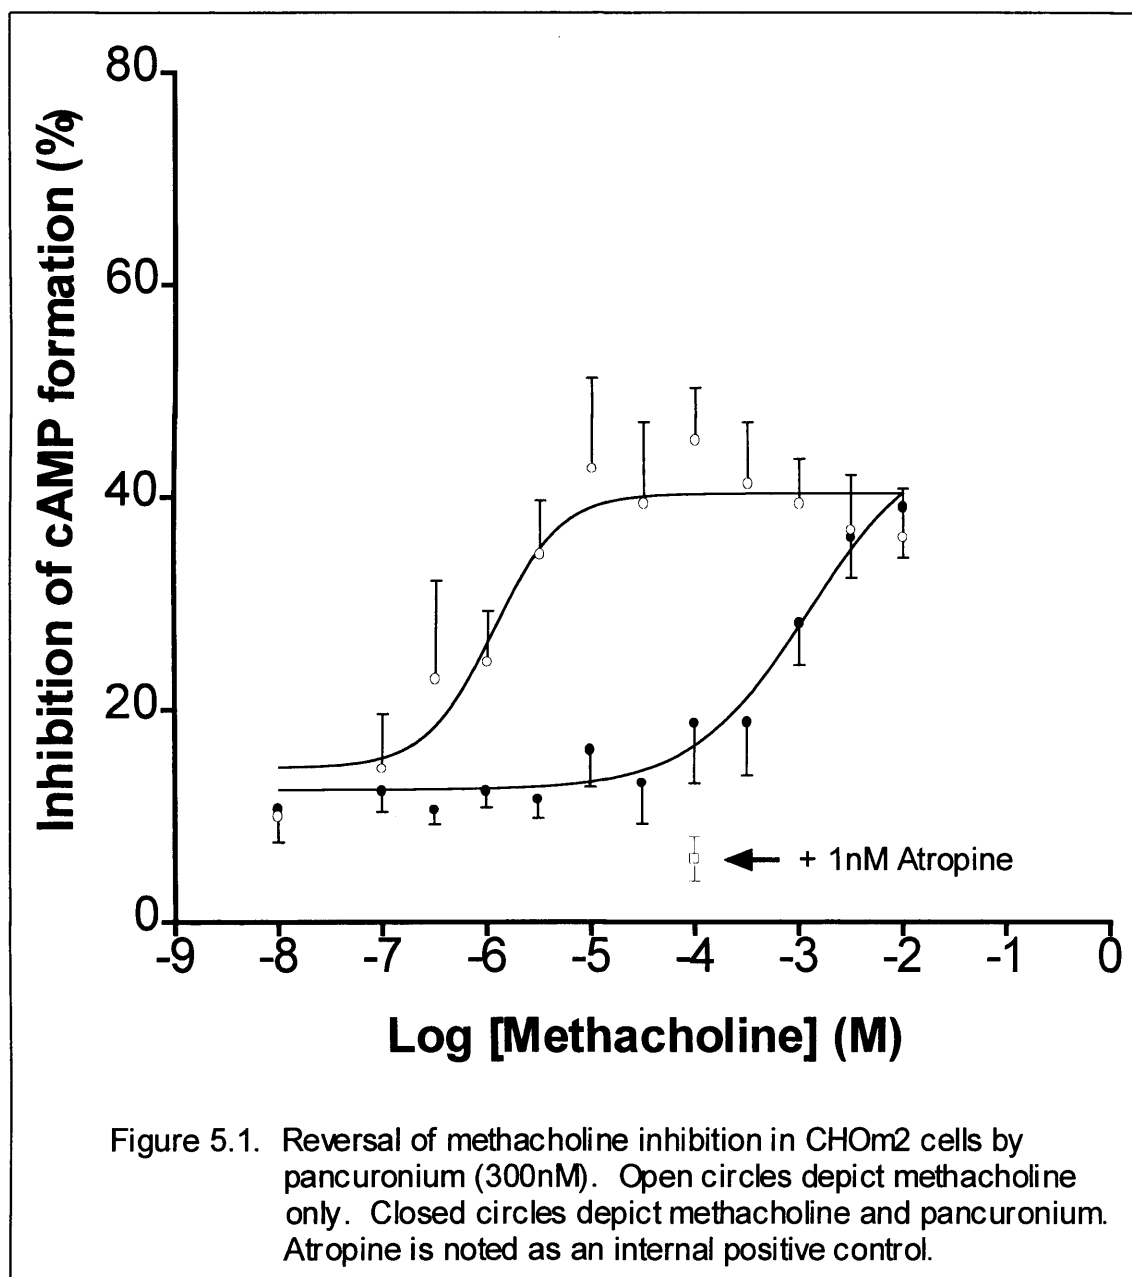 80
60
40
20
0
Inhibition of cAMP formation (%)
+ 1nM Atropine
-9 -8 -7 -6 -5 -4 -3 -2 -1 0
Log [Methacholine] (M)
Figure 5.1. Reversal of methacholine inhibition in CHOm2 cells by
pancuronium (300nM). Open circles depict methacholine
only. Closed circles depict methacholine and pancuronium.
Atropine is noted as an internal positive control.